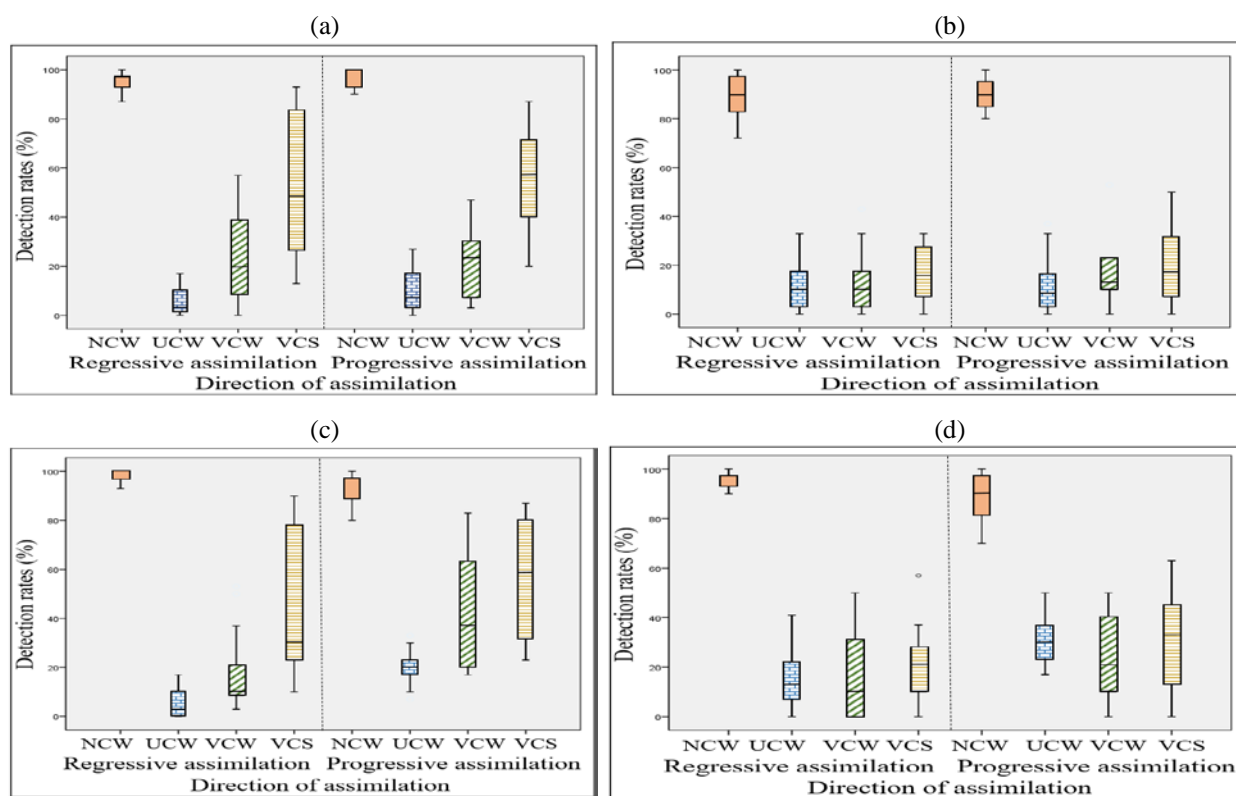 (a)
Detection rates (%)
100
80
60
40
20
0
NCW UCW VCW VCS NCW UCW VCW VCS
Regressive assimilation Progressive assimilation
Direction of assimilation
(b)
Detection rates (%)
100
80
60
40
20
0
NCW UCW VCW VCS NCW UCW VCW VCS
Regressive assimilation Progressive assimilation
Direction of assimilation
(c)
Detection rates (%)
100
80
60
40
20
0
NCW UCW VCW VCS NCW UCW VCW VCS
Regressive assimilation Progressive assimilation
Direction of assimilation
(d)
Detection rates (%)
100
80
60
40
20
0
NCW UCW VCW VCS NCW UCW VCW VCS
Regressive assimilation Progressive assimilation
Direction of assimilation